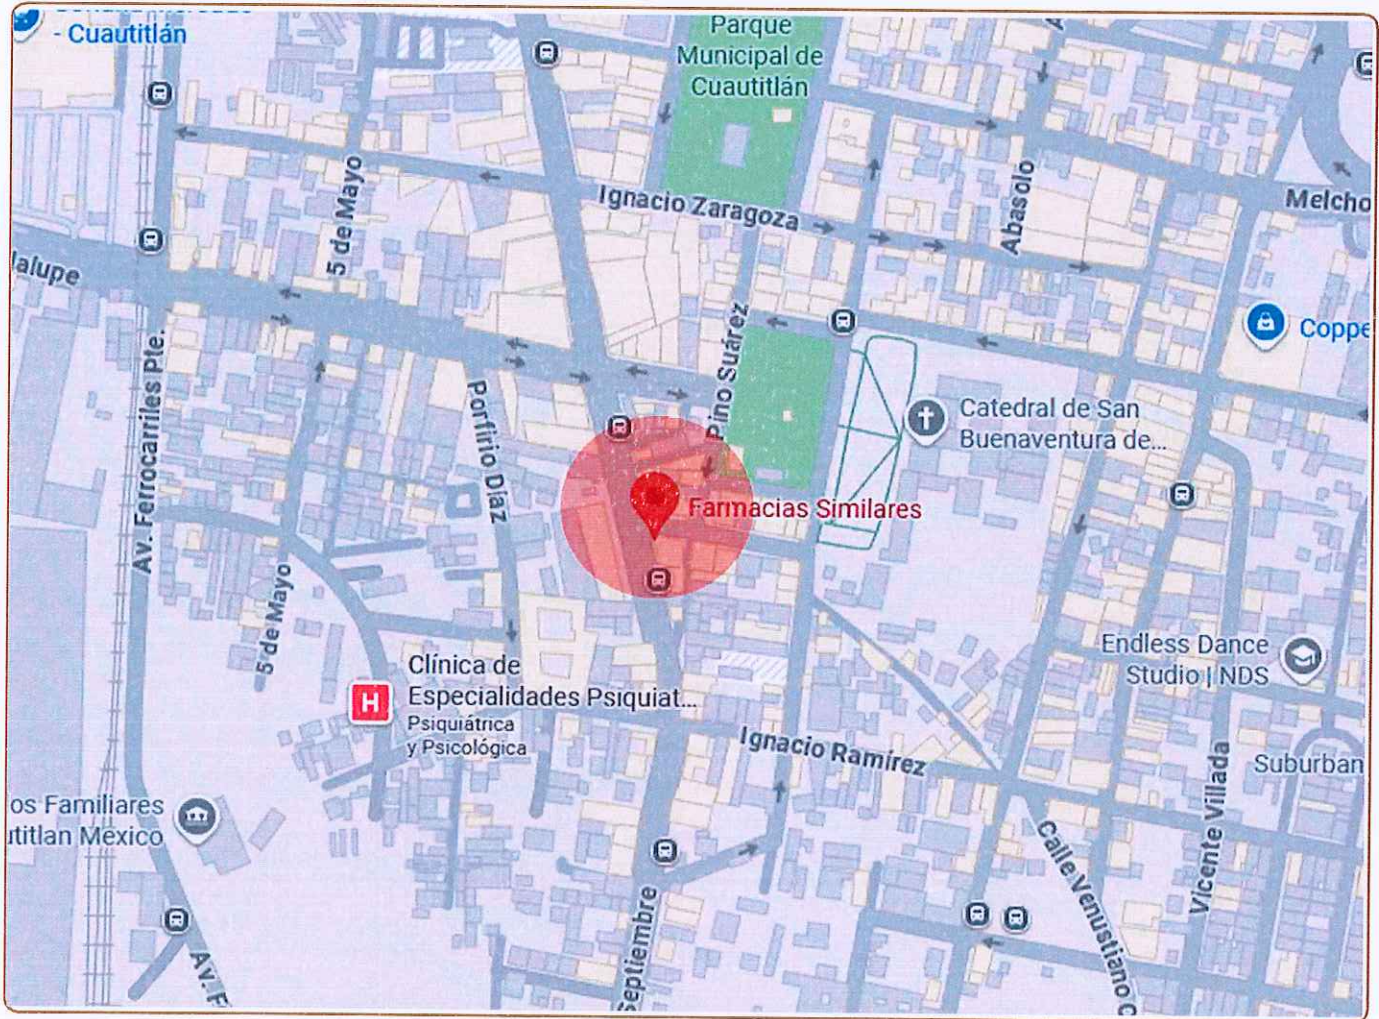 - Cuautitlán
Parque
Municipal de
Cuautitlán
5 de Mayo
Ignacio Zaragoza
Abasolo
Melcho
lalupe
Coppe
Av. Ferrocarriles Pte.
Porfirio Díaz
Pino Suárez
Catedral de San
Buenaventura de...
Farmacias Similares
5 de Mayo
Clínica de
Especialidades Psiquiat...
Psiquiátrica
y Psicológica
H
Endless Dance
Studio | NDS
Ignacio Ramírez
Suburban
os Familiares
utitlan México
Vicente Villada
Calle Venustiano C
Septiembre
Av. F